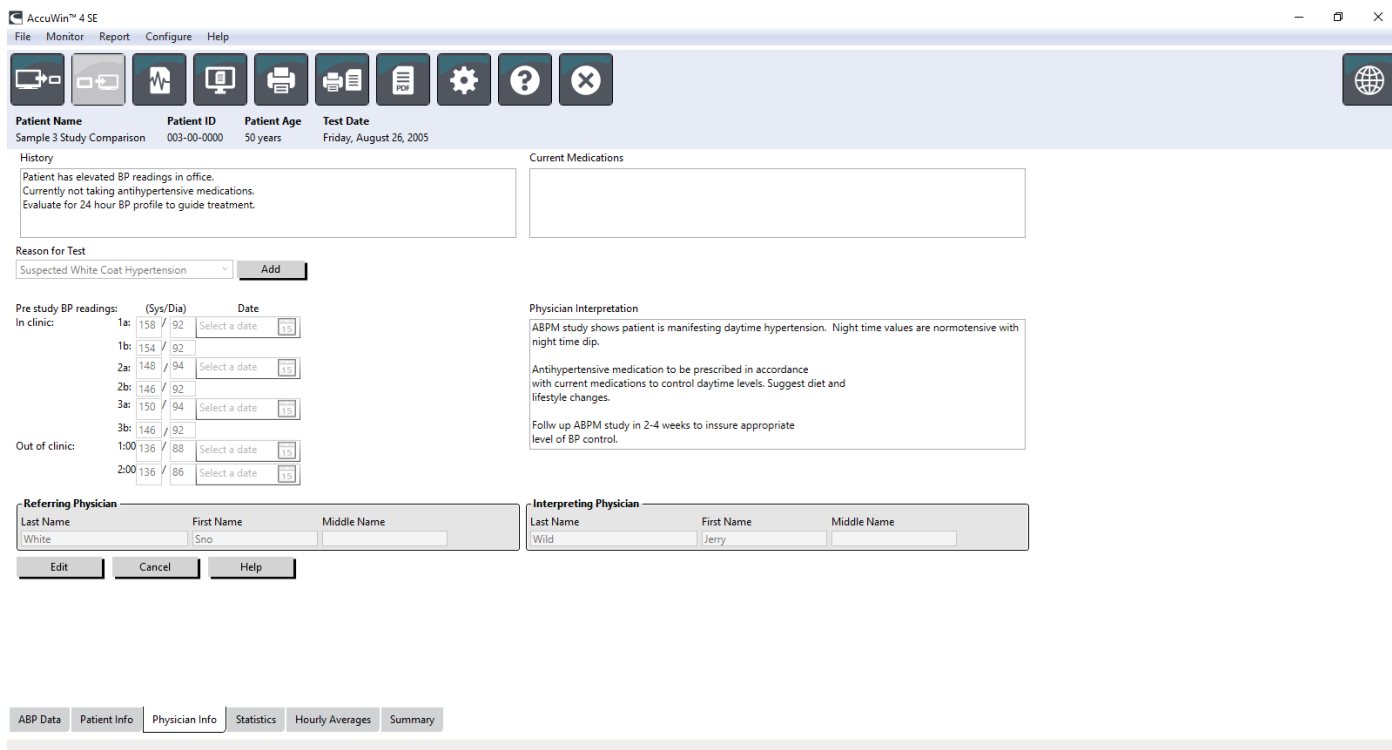 AccuWin™ 4 SE
File Monitor Report Configure Help
PDF
Patient Name Patient ID Patient Age Test Date
Sample 3 Study Comparison 003-00-0000 50 years Friday, August 26, 2005
History Current Medications
Patient has elevated BP readings in office.
Currently not taking antihypertensive medications.
Evaluate for 24 hour BP profile to guide treatment.
Reason for Test
Suspected White Coat Hypertension Add
Pre study BP readings: (Sys/Dia) Date
In clinic: 1a: 158 / 92 Select a date 15
1b: 154 / 92
2a: 148 / 94 Select a date 15
2b: 146 / 92
3a: 150 / 94 Select a date 15
3b: 146 / 92
Out of clinic: 1:00 136 / 88 Select a date 15
2:00 136 / 86 Select a date 15
Physician Interpretation
ABPM study shows patient is manifesting daytime hypertension. Night time values are normotensive with
night time dip.
Antihypertensive medication to be prescribed in accordance
with current medications to control daytime levels. Suggest diet and
lifestyle changes.
Follw up ABPM study in 2-4 weeks to inssure appropriate
level of BP control.
Referring Physician
Last Name First Name Middle Name
White Sno
Interpreting Physician
Last Name First Name Middle Name
Wild Jerry
Edit Cancel Help
ABP Data Patient Info Physician Info Statistics Hourly Averages Summary